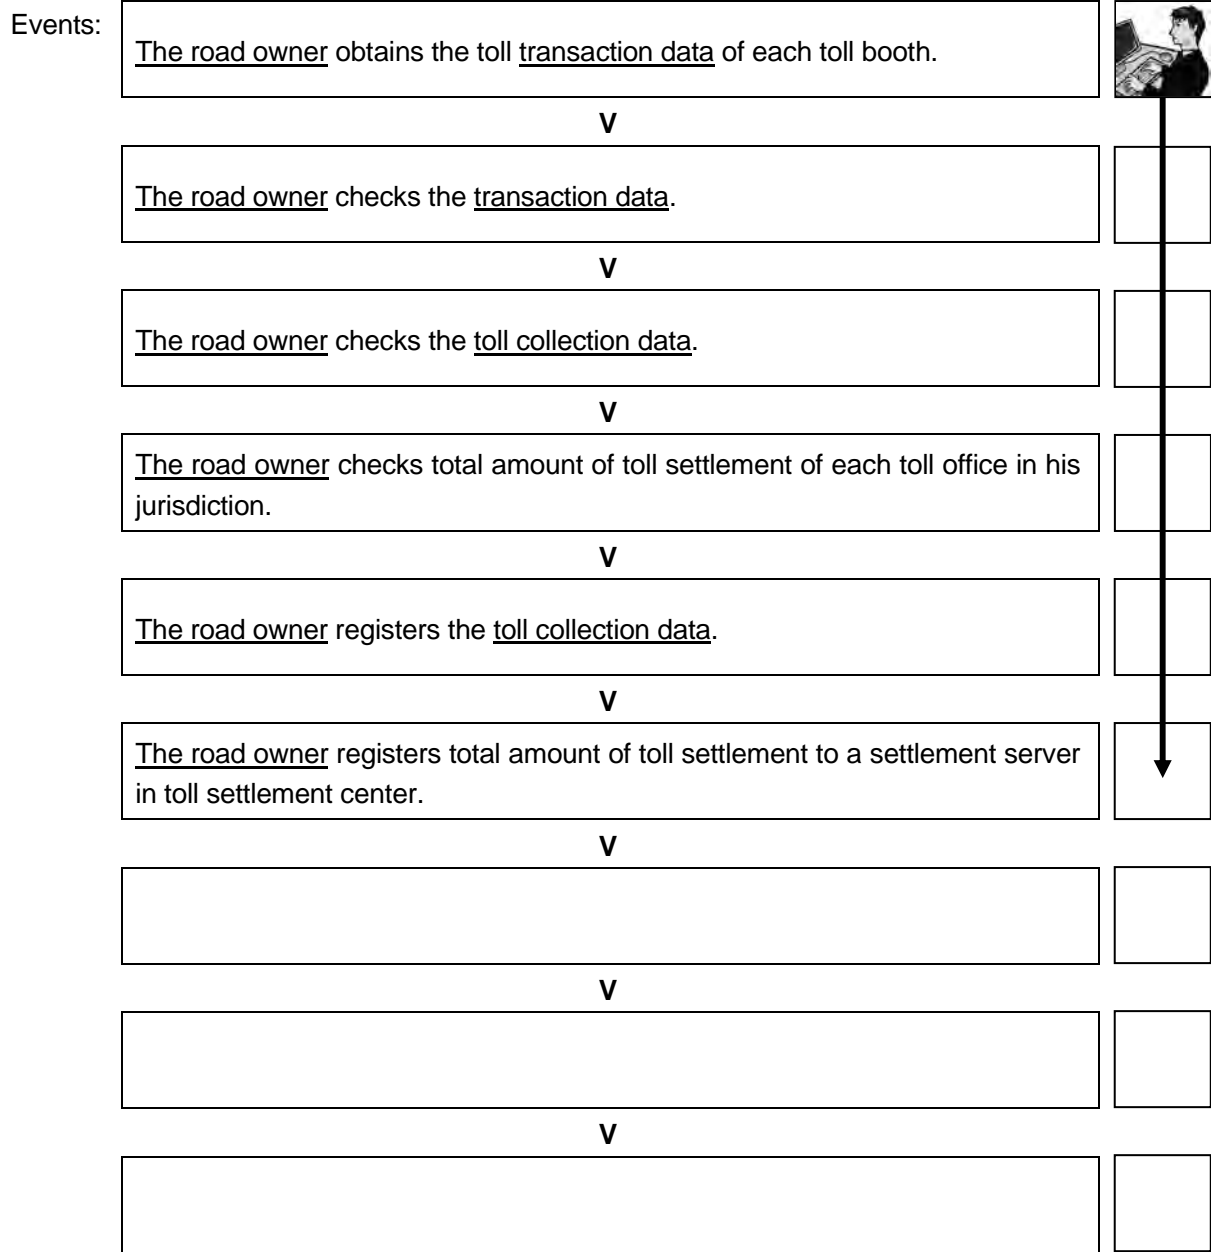 Events:
The road owner obtains the toll transaction data of each toll booth.
V
The road owner checks the transaction data.
V
The road owner checks the toll collection data.
V
The road owner checks total amount of toll settlement of each toll office in his
jurisdiction.
V
The road owner registers the toll collection data.
V
The road owner registers total amount of toll settlement to a settlement server
in toll settlement center.
V
V
V